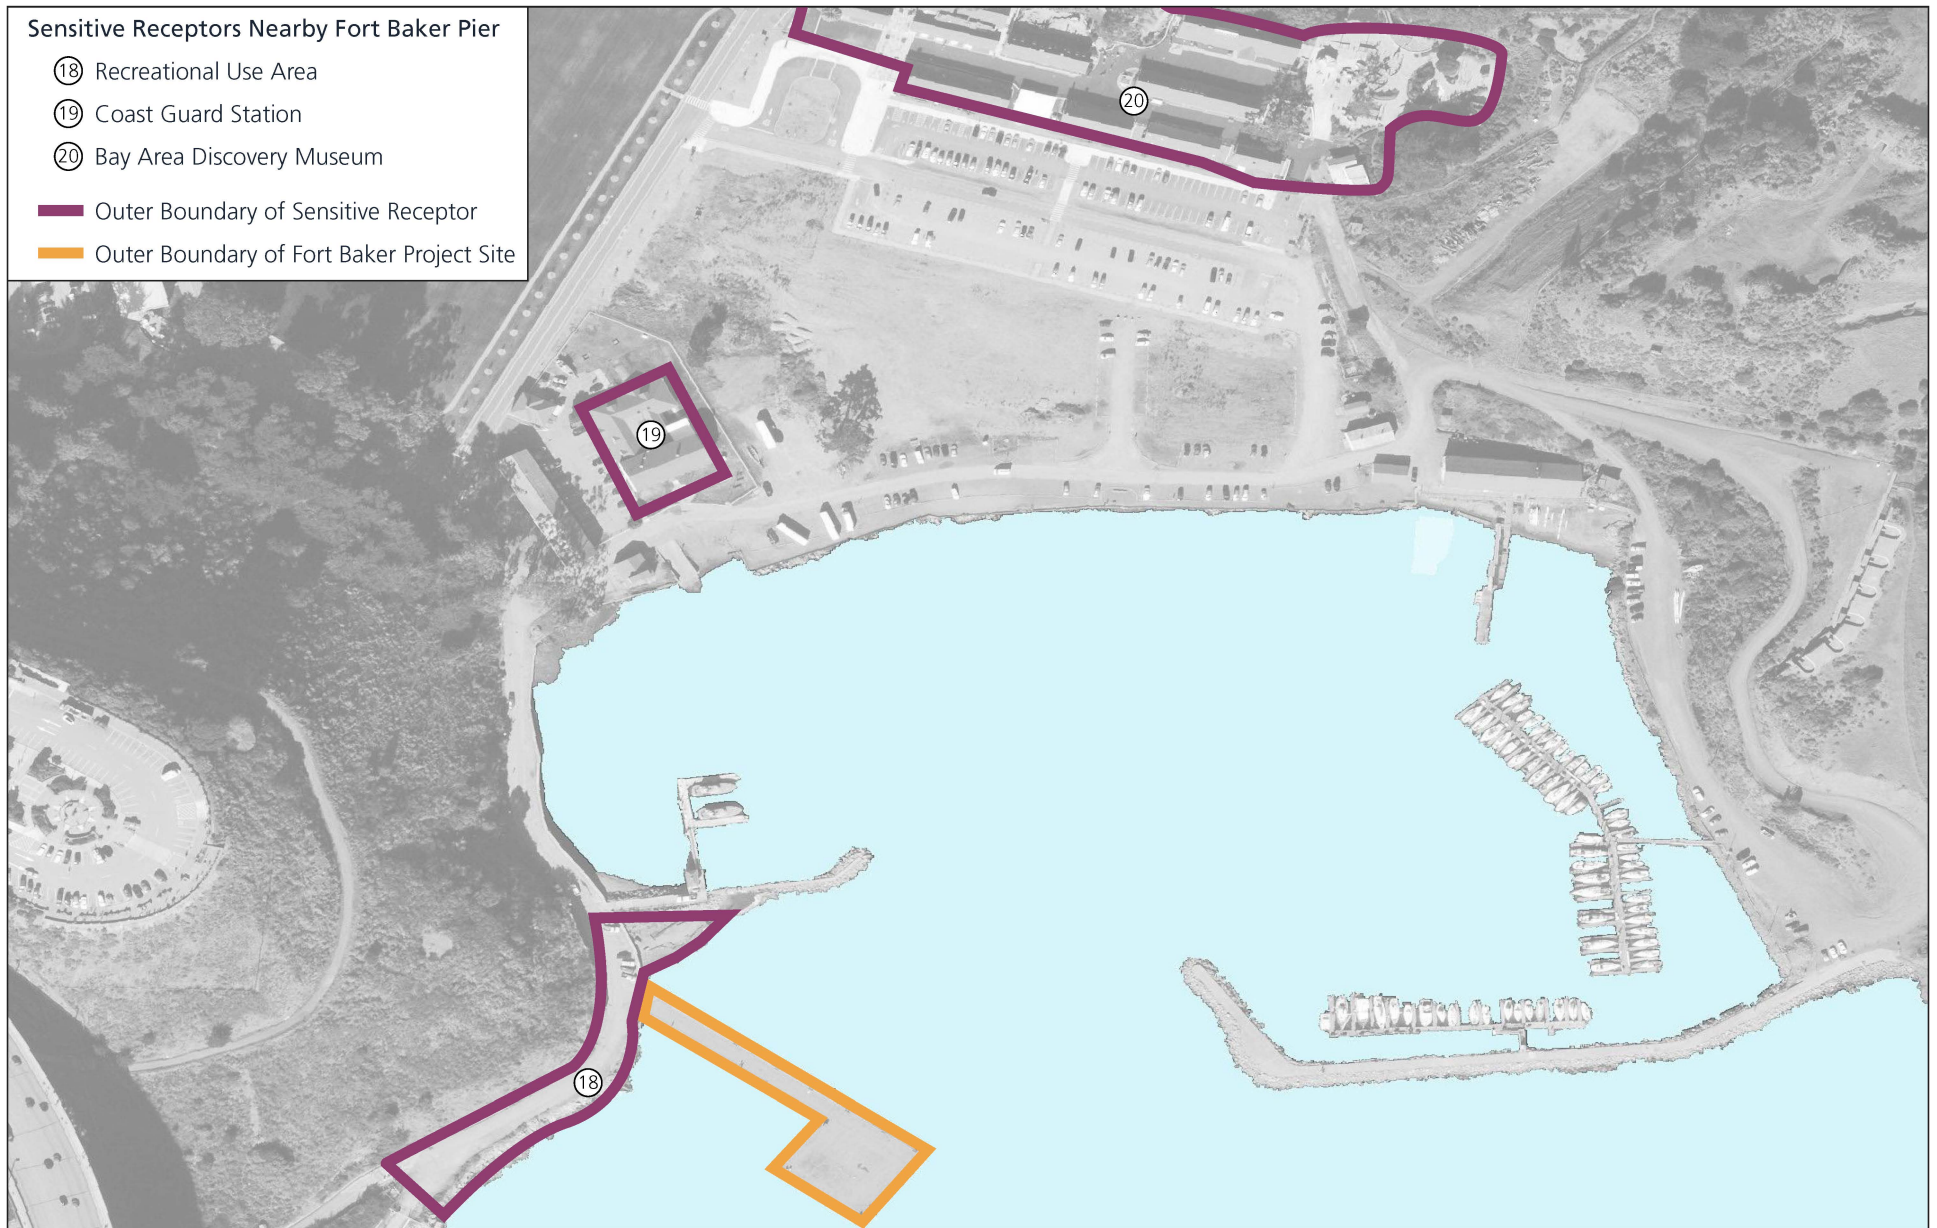 Sensitive Receptors Nearby Fort Baker Pier
18 Recreational Use Area
19 Coast Guard Station
20 Bay Area Discovery Museum
Outer Boundary of Sensitive Receptor
Outer Boundary of Fort Baker Project Site
20
19
18